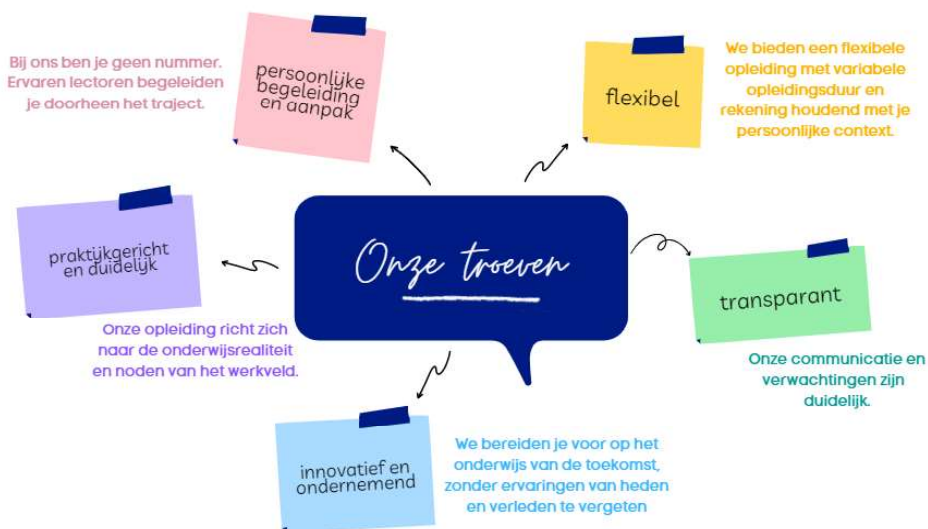 Bij ons ben je geen nummer.
Ervaren lectoren begeleiden
je doorheen het traject.
persoonlijke
begeleiding
en aanpak
flexibel
We bieden een flexibele
opleiding met variabele
opleidingsduur en
rekening houdend met je
persoonlijke context.
praktijkgericht
en duidelijk
Onze opleiding richt zich
naar de onderwijsrealiteit
en noden van het werkveld.
Onze troeven
transparant
Onze communicatie en
verwachtingen zijn
duidelijk.
innovatief en
ondernemend
We bereiden je voor op het
onderwijs van de toekomst,
zonder ervaringen van heden
en verleden te vergeten